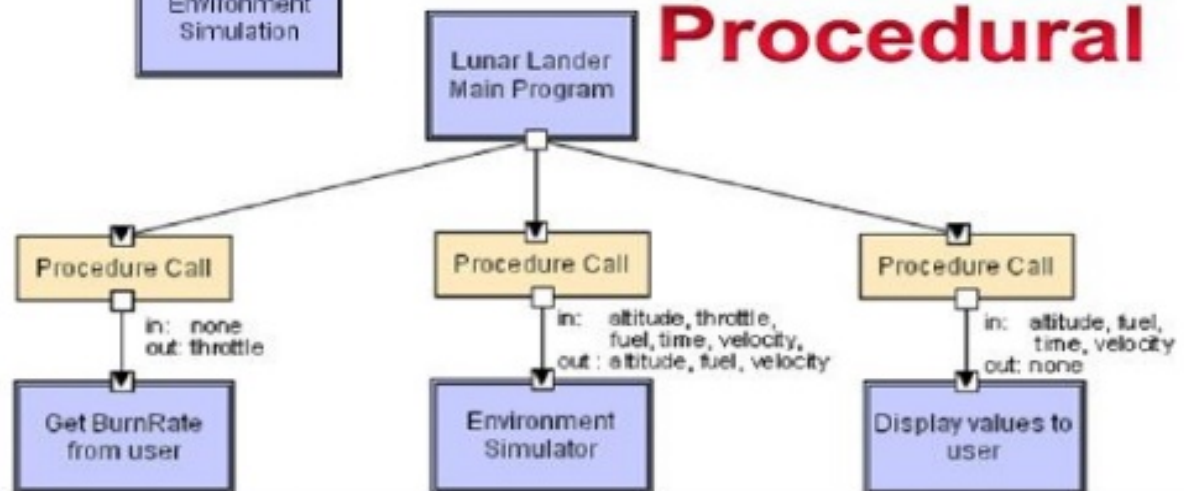 Environment
Simulation
Procedural
Lunar Lander
Main Program
Procedure Call
Procedure Call
Procedure Call
in: none
out: throttle
in: altitude, throttle,
fuel, time, velocity,
out : altitude, fuel, velocity
in: altitude, fuel,
time, velocity
out: none
Get BurnRate
from user
Environment
Simulator
Display values to
user